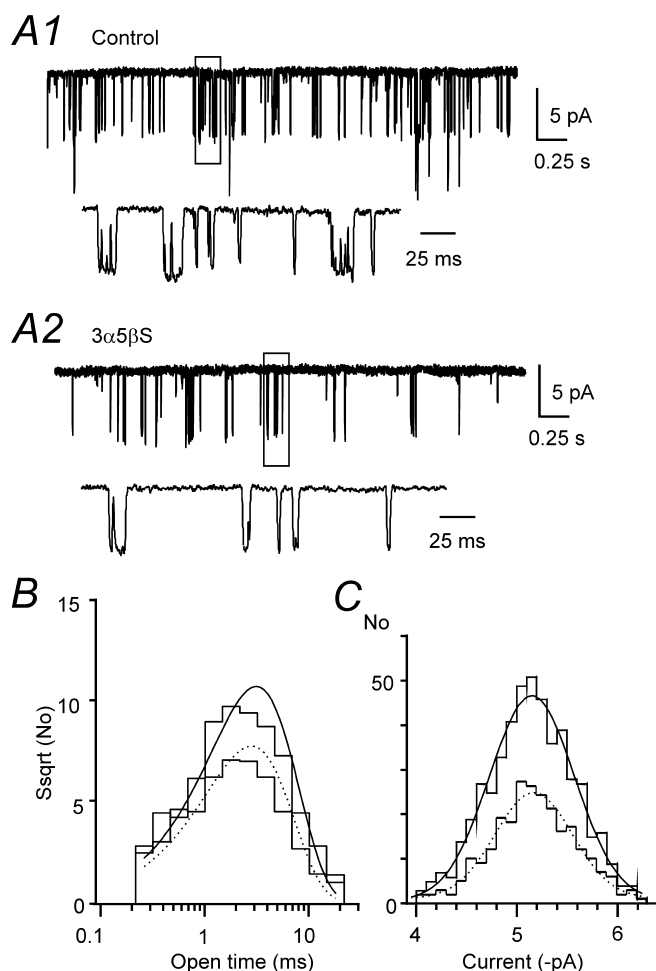 A1 Control
5 pA
0.25 s
25 ms
A2 3α5βS
5 pA
0.25 s
25 ms
B
15
10
5
0
Ssqrt (No)
0.1 1 10
Open time (ms)
C
No
50
0
4 5 6
Current (-pA)